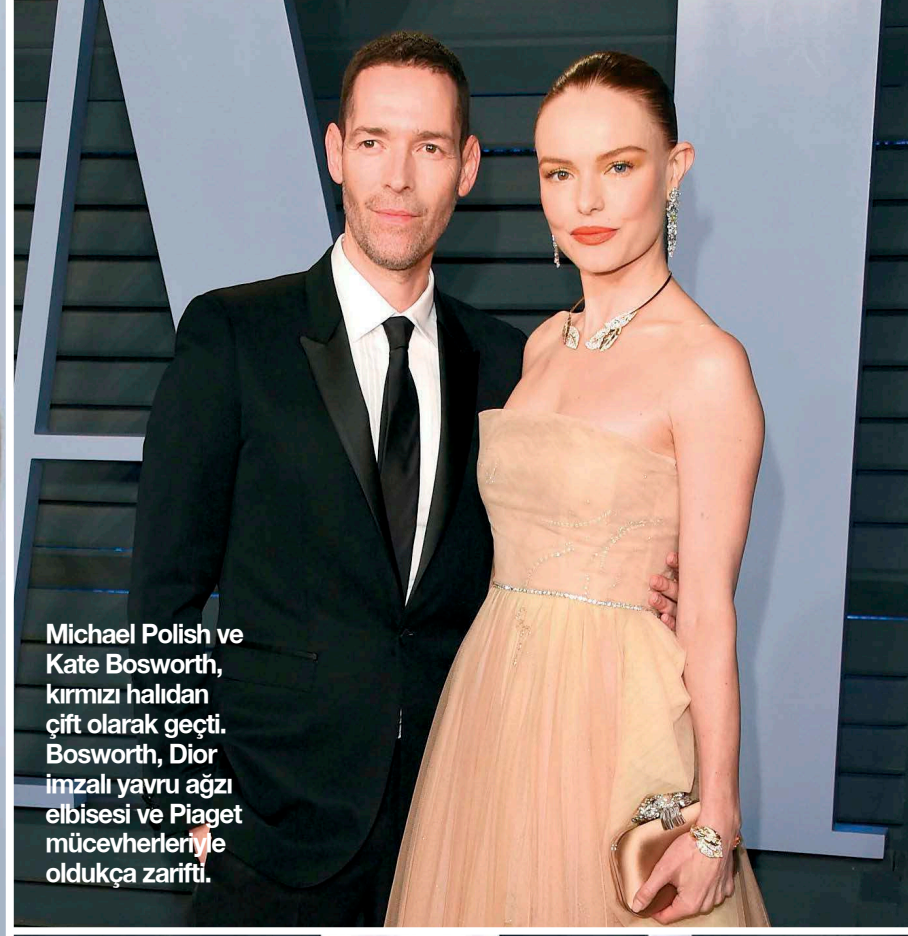 Michael Polish ve
Kate Bosworth,
kırmızı halıdan
çift olarak geçti.
Bosworth, Dior
imzalı yavru ağzı
elbisesi ve Piaget
mücevherleriyle
oldukça zarifti.